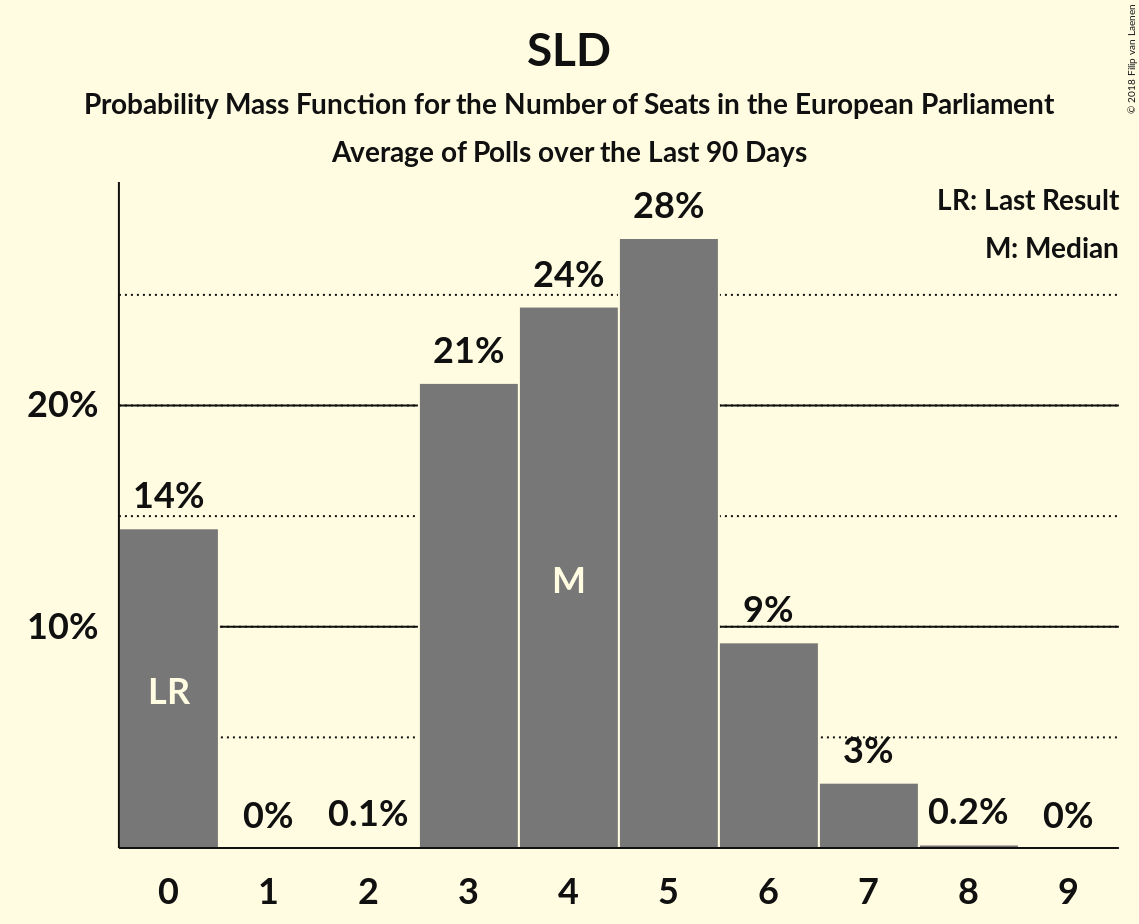 SLD
Probability Mass Function for the Number of Seats in the European Parliament
Average of Polls over the Last 90 Days
© 2018 Filip van Laenen
LR: Last Result
M: Median
28%
24%
21%
20%
14%
M
10%
9%
LR
3%
0%
0.1%
0.2%
0%
0 1 2 3 4 5 6 7 8 9